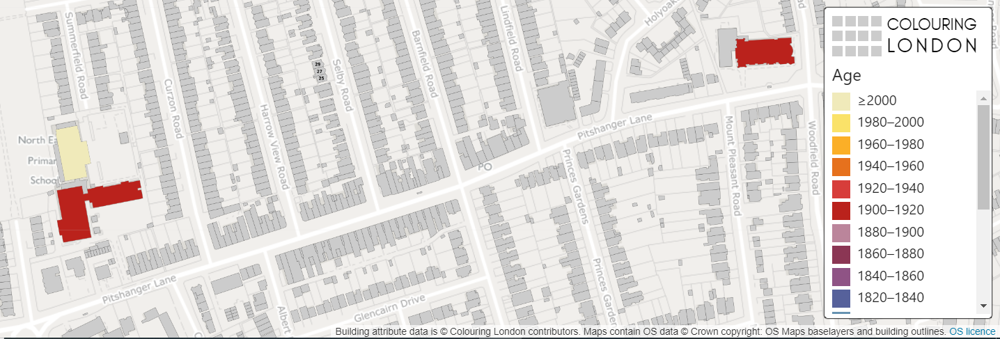 Summerfield Road
Curzon Road
Harrow View Road
Selby Road
29
27
25
Barnfield Road
Lindfield Road
Pitshanger Lane
PO
Princes Gardens
Mount Pleasant Road
Woodfield Road
North Ea
Primar
Schoo
Pitshanger Lane
Albert
Glencairn Drive
Princes Garden
COLOURING
LONDON
Age
≥2000
1980–2000
1960–1980
1940–1960
1920–1940
1900–1920
1880–1900
1860–1880
1840–1860
1820–1840
Building attribute data is © Colouring London contributors. Maps contain OS data © Crown copyright: OS Maps baselayers and building outlines. OS licence